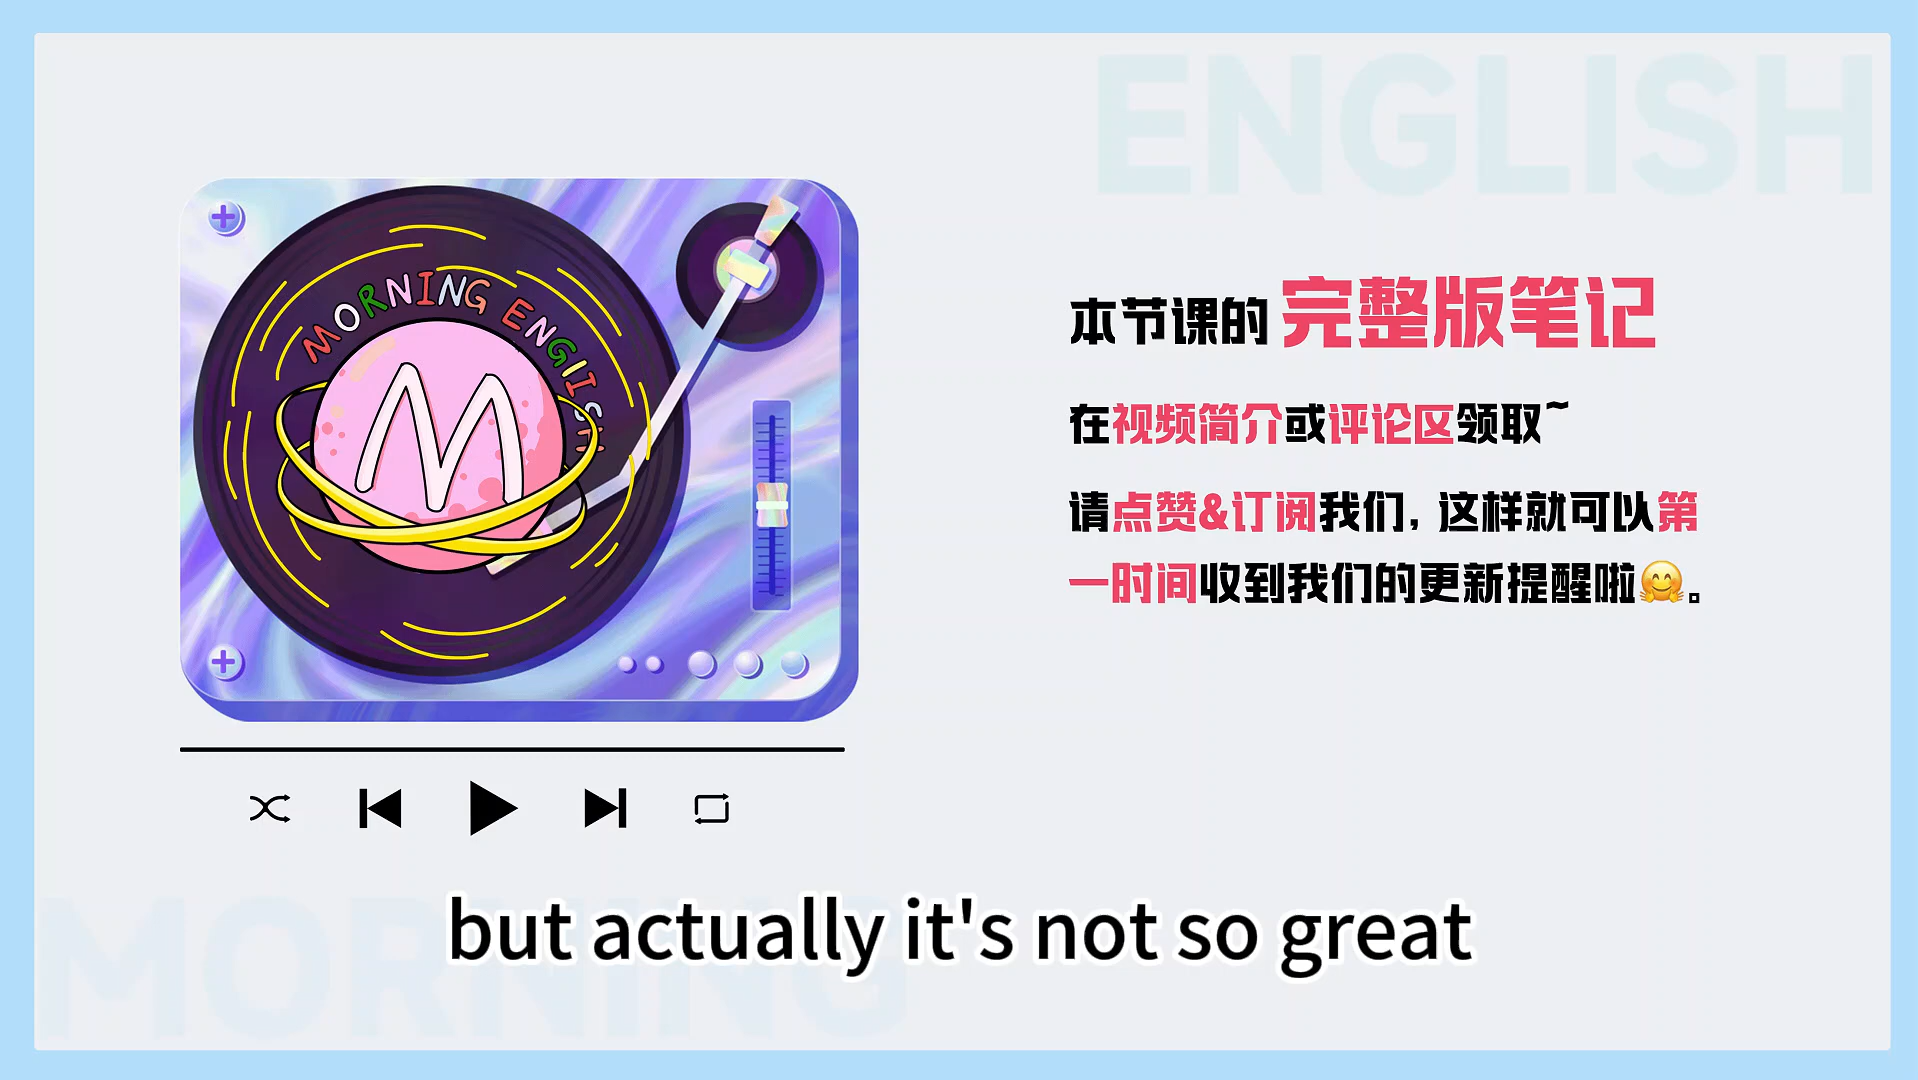 ENGLISH
MORNING ENGlISH
M
本节课的 完整版笔记
在视频简介或评论区领取~
请点赞&订阅我们，这样就可以第
一时间收到我们的更新提醒啦🤗。
MORNING
but actually it's not so great